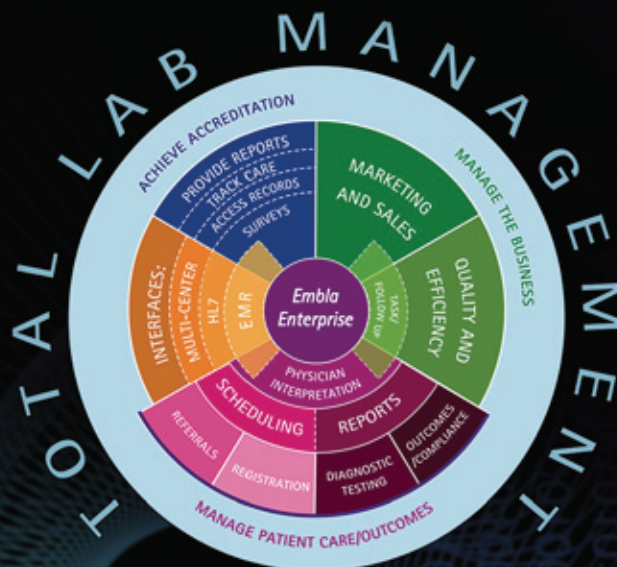 TOTAL LAB MANAGEMENT
ACHIEVE ACCREDITATION
MANAGE THE BUSINESS
MANAGE PATIENT CARE/OUTCOMES
PROVIDE REPORTS
TRACK CARE
ACCESS RECORDS
SURVEYS
MARKETING
AND SALES
QUALITY AND
EFFICIENCY
TASK/
FOLLOW UP
INTERFACES:
MULTI-CENTER
HL7
EMR
Embla
Enterprise
PHYSICIAN
INTERPRETATION
SCHEDULING
REPORTS
REFERRALS
REGISTRATION
DIAGNOSTIC
TESTING
OUTCOMES
/COMPLIANCE